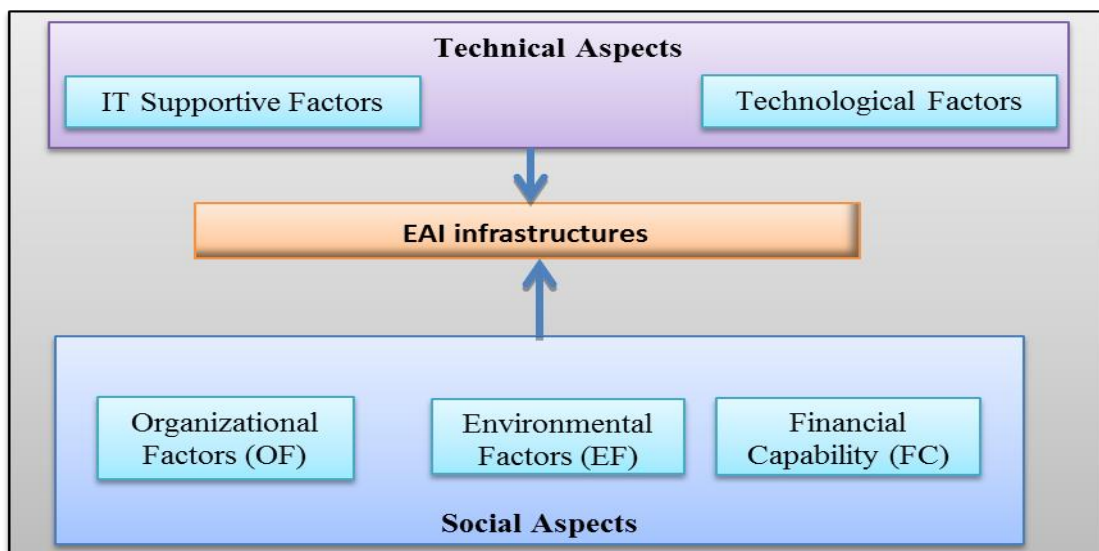 Technical Aspects
IT Supportive Factors
Technological Factors
EAI infrastructures
Organizational
Factors (OF)
Environmental
Factors (EF)
Financial
Capability (FC)
Social Aspects